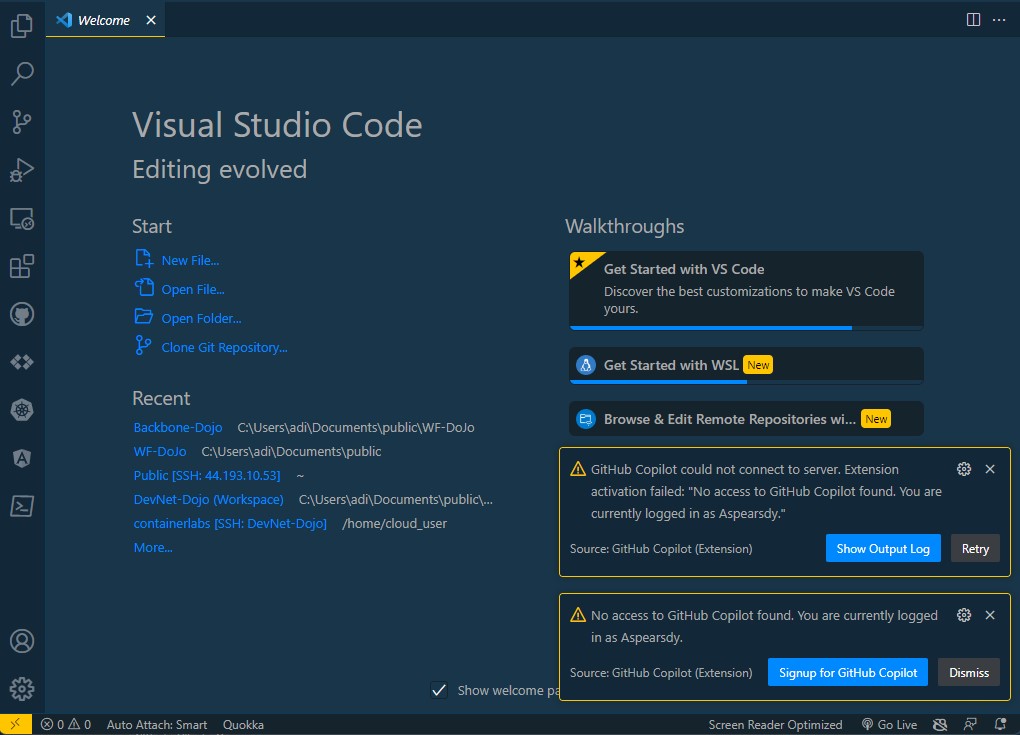 Welcome
Visual Studio Code
Editing evolved
Start
New File...
Open File...
Open Folder...
Clone Git Repository...
Recent
Backbone-Dojo C:\Users\adi\Documents\public\WF-DoJo
WF-DoJo C:\Users\adi\Documents\public
Public [SSH: 44.193.10.53] ~
DevNet-Dojo (Workspace) C:\Users\adi\Documents\public\...
containerlabs [SSH: DevNet-Dojo] /home/cloud_user
More...
Walkthroughs
Get Started with VS Code
Discover the best customizations to make VS Code
yours.
Get Started with WSL New
Browse & Edit Remote Repositories wi... New
GitHub Copilot could not connect to server. Extension
activation failed: "No access to GitHub Copilot found. You are
currently logged in as Aspearsdy."
Source: GitHub Copilot (Extension) Show Output Log Retry
No access to GitHub Copilot found. You are currently logged
in as Aspearsdy.
Source: GitHub Copilot (Extension) Signup for GitHub Copilot Dismiss
Show welcome pa
0 0 Auto Attach: Smart Quokka Screen Reader Optimized Go Live